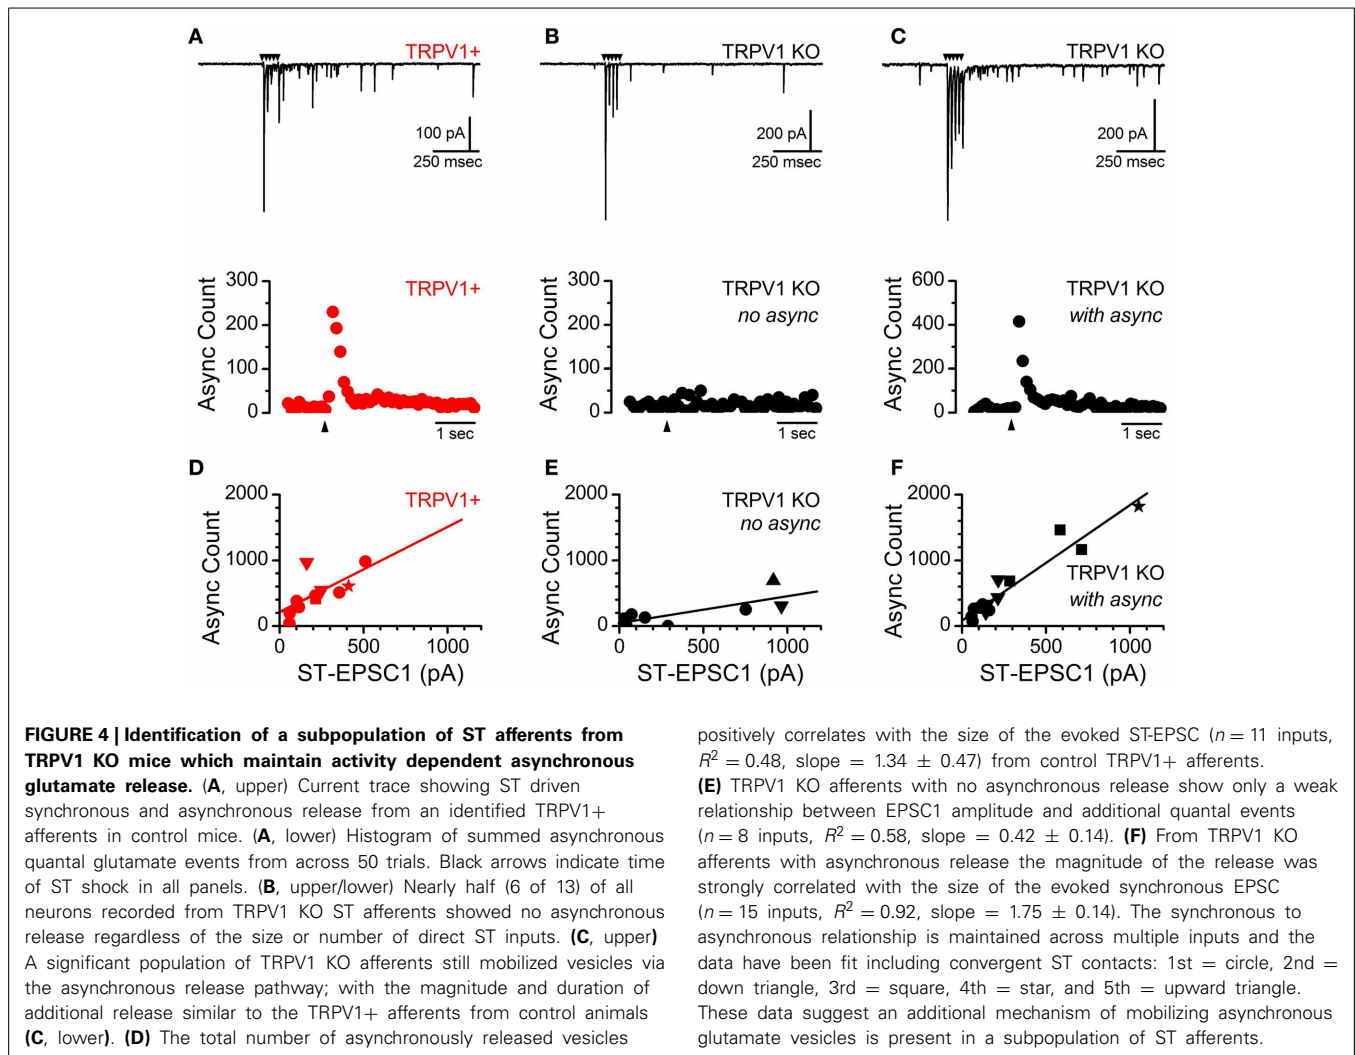 A
TRPV1+
100 pA
250 msec
B
TRPV1 KO
200 pA
250 msec
C
TRPV1 KO
200 pA
250 msec
300
200
100
0
Async Count
TRPV1+
1 sec
300
200
100
0
Async Count
TRPV1 KO
no async
1 sec
600
400
200
0
Async Count
TRPV1 KO
with async
1 sec
D
2000
1000
0
Async Count
TRPV1+
0 500 1000
ST-EPSC1 (pA)
E
2000
1000
0
Async Count
TRPV1 KO
no async
0 500 1000
ST-EPSC1 (pA)
F
2000
1000
0
Async Count
TRPV1 KO
with async
0 500 1000
ST-EPSC1 (pA)
FIGURE 4 | Identification of a subpopulation of ST afferents from
TRPV1 KO mice which maintain activity dependent asynchronous
glutamate release. (A, upper) Current trace showing ST driven
synchronous and asynchronous release from an identified TRPV1+
afferents in control mice. (A, lower) Histogram of summed asynchronous
quantal glutamate events from across 50 trials. Black arrows indicate time
of ST shock in all panels. (B, upper/lower) Nearly half (6 of 13) of all
neurons recorded from TRPV1 KO ST afferents showed no asynchronous
release regardless of the size or number of direct ST inputs. (C, upper)
A significant population of TRPV1 KO afferents still mobilized vesicles via
the asynchronous release pathway; with the magnitude and duration of
additional release similar to the TRPV1+ afferents from control animals
(C, lower). (D) The total number of asynchronously released vesicles
positively correlates with the size of the evoked ST-EPSC (n = 11 inputs,
R² = 0.48, slope = 1.34 ± 0.47) from control TRPV1+ afferents.
(E) TRPV1 KO afferents with no asynchronous release show only a weak
relationship between EPSC1 amplitude and additional quantal events
(n = 8 inputs, R² = 0.58, slope = 0.42 ± 0.14). (F) From TRPV1 KO
afferents with asynchronous release the magnitude of the release was
strongly correlated with the size of the evoked synchronous EPSC
(n = 15 inputs, R² = 0.92, slope = 1.75 ± 0.14). The synchronous to
asynchronous relationship is maintained across multiple inputs and the
data have been fit including convergent ST contacts: 1st = circle, 2nd =
down triangle, 3rd = square, 4th = star, and 5th = upward triangle.
These data suggest an additional mechanism of mobilizing asynchronous
glutamate vesicles is present in a subpopulation of ST afferents.